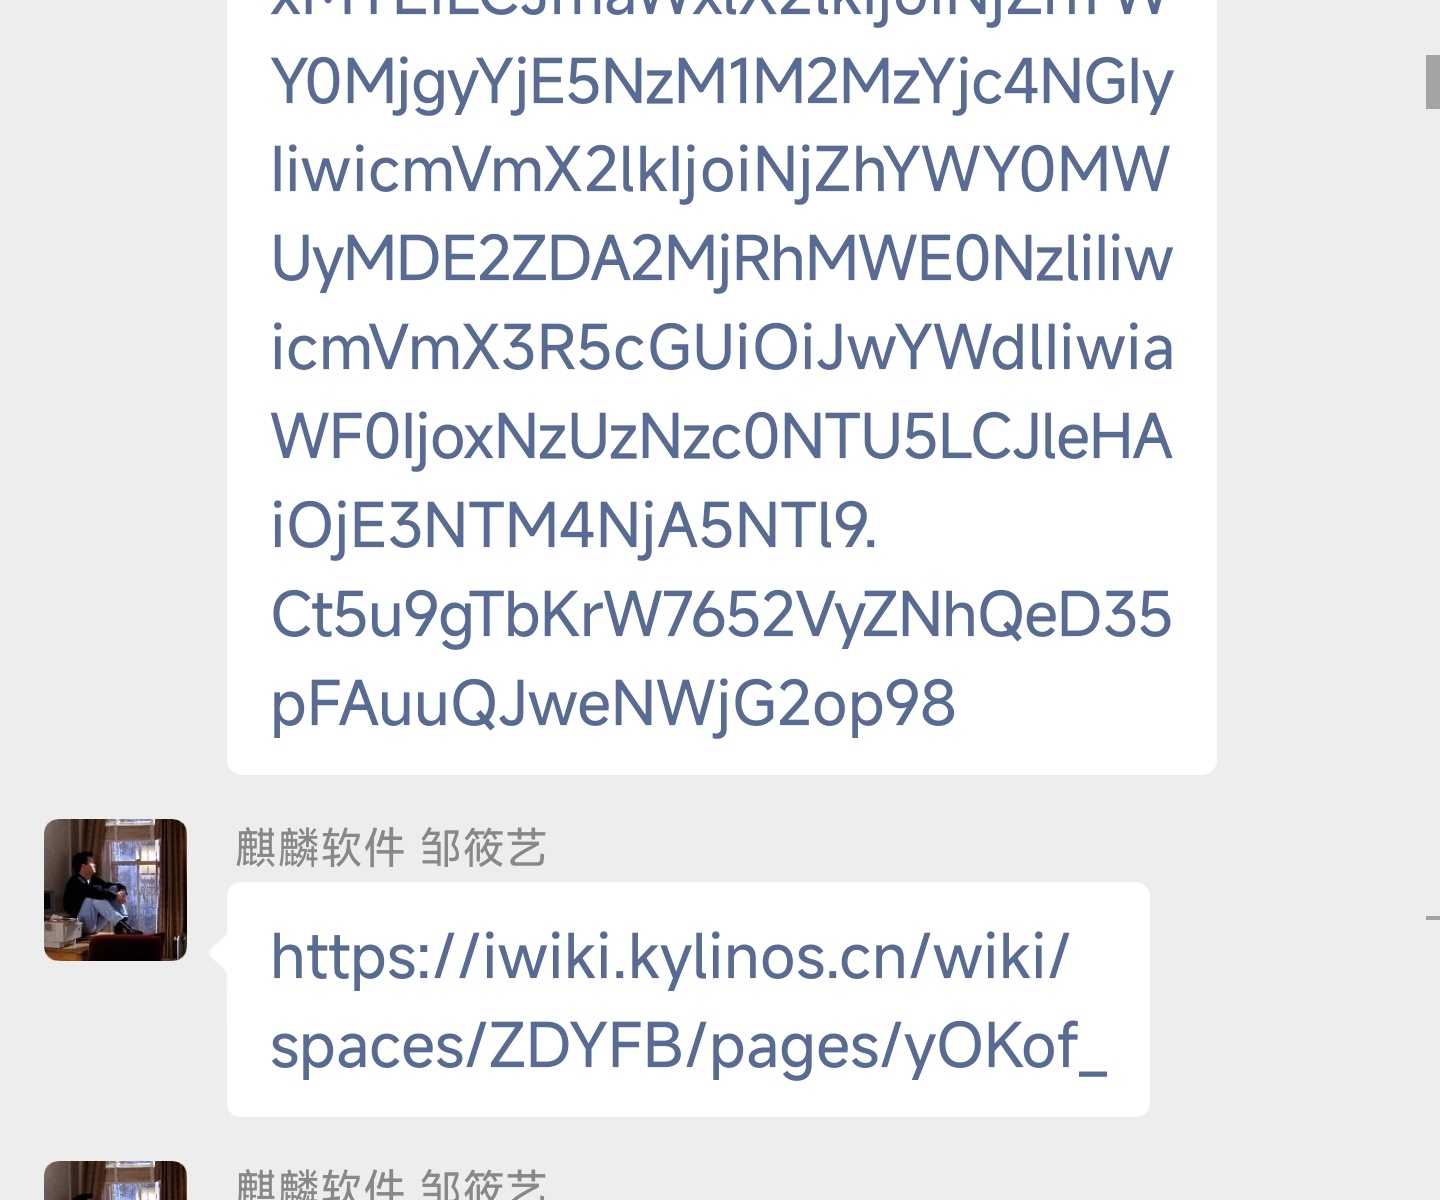 Y0MjgyYjE5NzM1M2MzYjc4NGIy
IiwicmVmX2lkIjoiNjZhYWY0MW
UyMDE2ZDA2MjRhMWE0NzliIiw
icmVmX3R5cGUiOiJwYWdlIiwia
WF0IjoxNzUzNzc0NTU5LCJleHA
iOjE3NTM4NjA5NTl9.
Ct5u9gTbKrW7652VyZNhQeD35
pFAuuQJweNWjG2op98
麒麟软件 邹筱艺
https://iwiki.kylinos.cn/wiki/
spaces/ZDYFB/pages/yOKof_
麒麟软件 邹筱艺